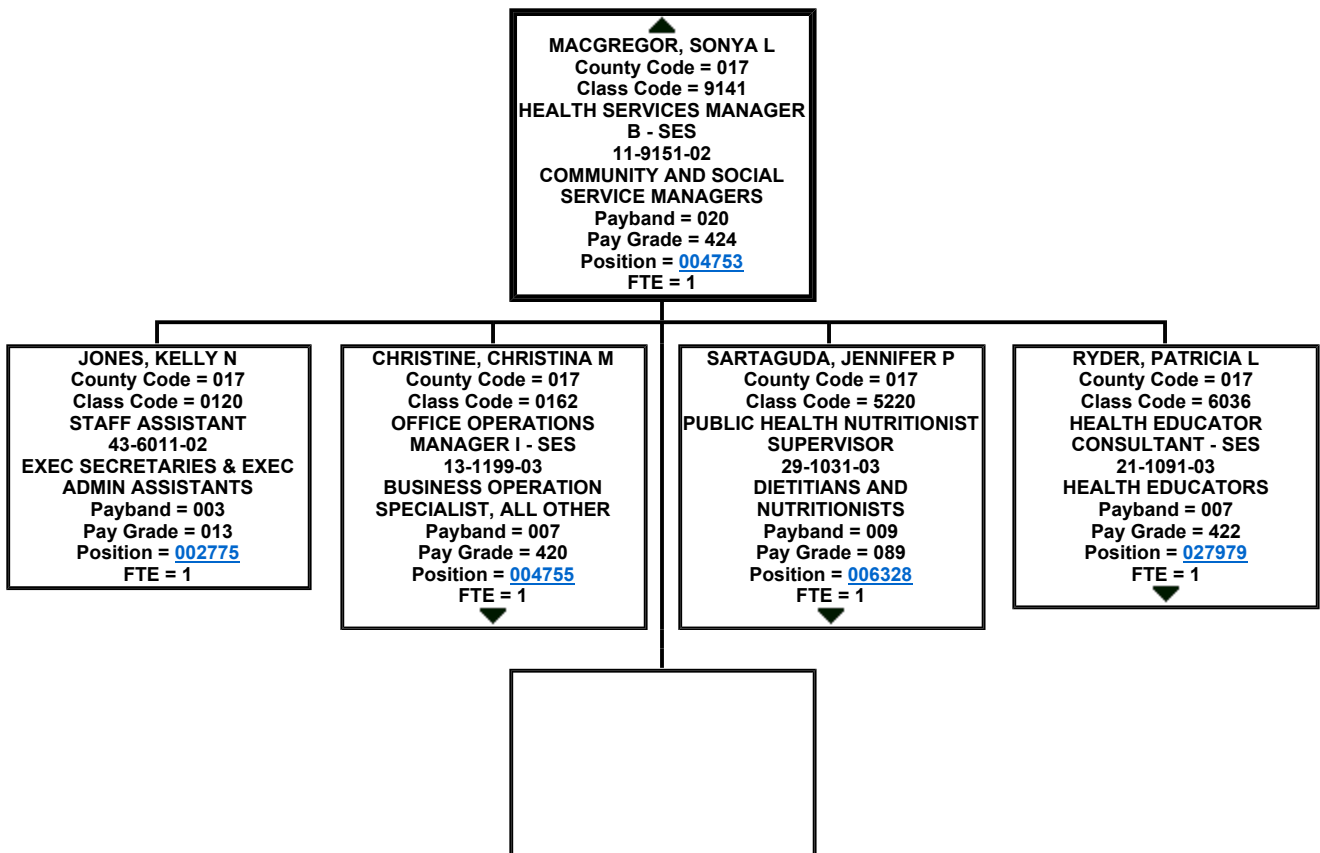 MACGREGOR, SONYA L
County Code = 017
Class Code = 9141
HEALTH SERVICES MANAGER
B - SES
11-9151-02
COMMUNITY AND SOCIAL
SERVICE MANAGERS
Payband = 020
Pay Grade = 424
Position = 004753
FTE = 1
JONES, KELLY N
County Code = 017
Class Code = 0120
STAFF ASSISTANT
43-6011-02
EXEC SECRETARIES & EXEC
ADMIN ASSISTANTS
Payband = 003
Pay Grade = 013
Position = 002775
FTE = 1
CHRISTINE, CHRISTINA M
County Code = 017
Class Code = 0162
OFFICE OPERATIONS
MANAGER I - SES
13-1199-03
BUSINESS OPERATION
SPECIALIST, ALL OTHER
Payband = 007
Pay Grade = 420
Position = 004755
FTE = 1
SARTAGUDA, JENNIFER P
County Code = 017
Class Code = 5220
PUBLIC HEALTH NUTRITIONIST
SUPERVISOR
29-1031-03
DIETITIANS AND
NUTRITIONISTS
Payband = 009
Pay Grade = 089
Position = 006328
FTE = 1
RYDER, PATRICIA L
County Code = 017
Class Code = 6036
HEALTH EDUCATOR
CONSULTANT - SES
21-1091-03
HEALTH EDUCATORS
Payband = 007
Pay Grade = 422
Position = 027979
FTE = 1